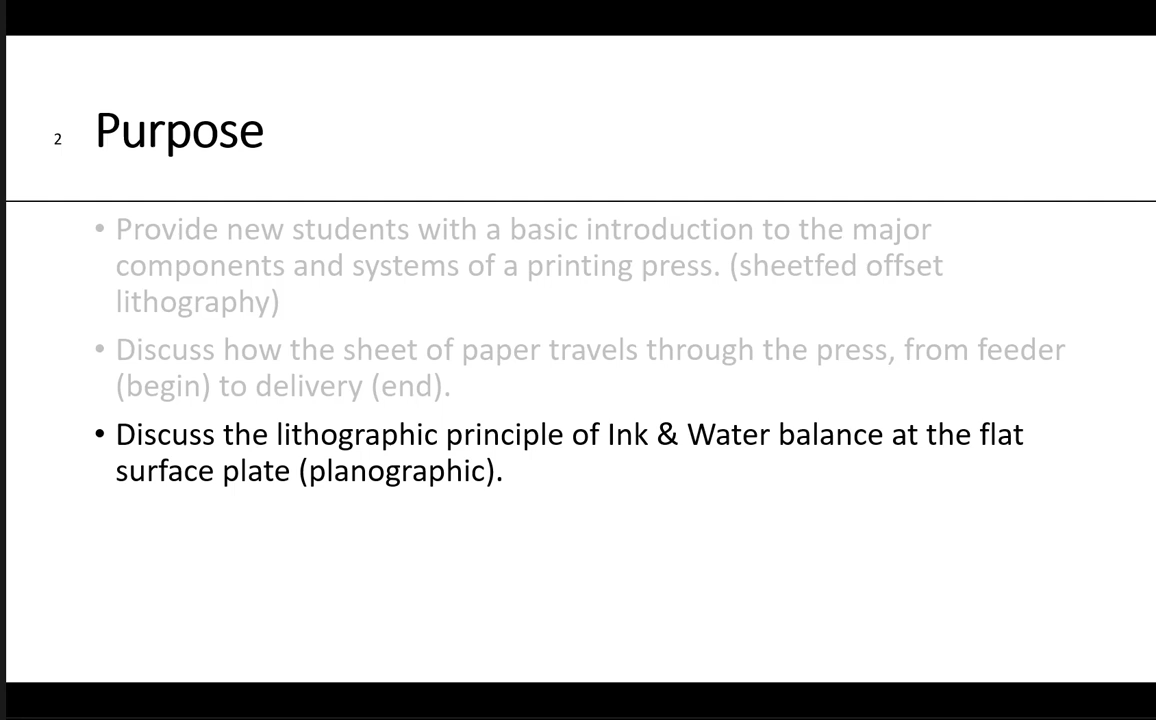 2
Purpose
• Provide new students with a basic introduction to the major
components and systems of a printing press. (sheetfed offset
lithography)
• Discuss how the sheet of paper travels through the press, from feeder
(begin) to delivery (end).
• Discuss the lithographic principle of Ink & Water balance at the flat
surface plate (planographic).